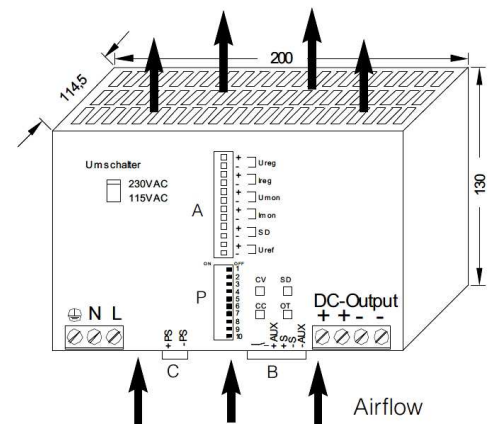 200
114,5
130
Umschalter
230VAC
115VAC
A
+ Ureg
-
+ Ireg
-
+ Umon
-
+ Imon
-
+ SD
-
+ Uref
-
ON OFF
P
1
2
3
4
5
6
7
8
9
10
CV SD
CC OT
DC-Output
+ + - -
N L
+PS
-PS
+AUX
+S
-S
-AUX
C
B
Airflow